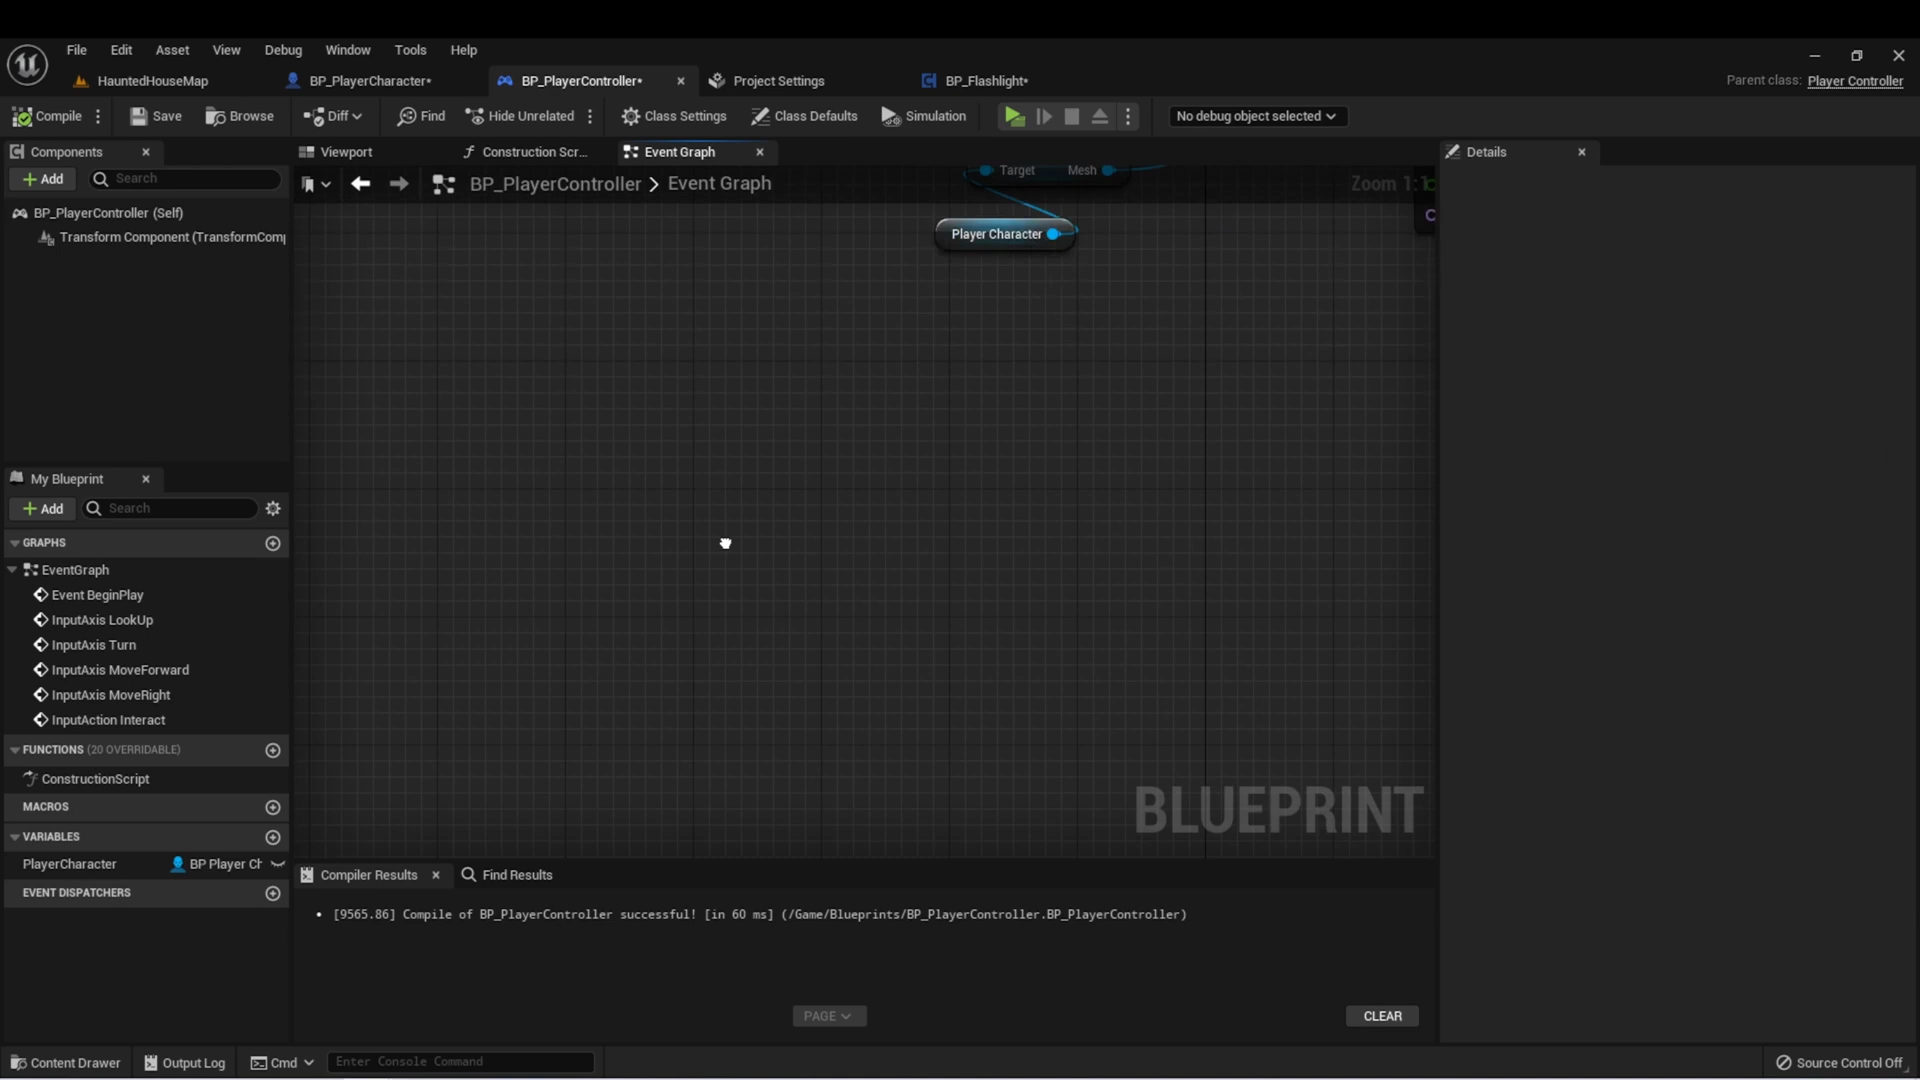 File Edit Asset View Debug Window Tools Help
HauntedHouseMap BP_PlayerCharacter* BP_PlayerController* Project Settings BP_Flashlight* Parent class: Player Controller
Compile Save Browse Diff Find Hide Unrelated Class Settings Class Defaults Simulation No debug object selected
Components Viewport Construction Scr... Event Graph Details
Add Search BP_PlayerController > Event Graph Zoom 1:1
Target Mesh
BP_PlayerController (Self)
Transform Component (TransformComp
Player Character
My Blueprint
Add Search
GRAPHS
EventGraph
Event BeginPlay
InputAxis LookUp
InputAxis Turn
InputAxis MoveForward
InputAxis MoveRight
InputAction Interact
FUNCTIONS (20 OVERRIDABLE)
ConstructionScript
MACROS
VARIABLES
PlayerCharacter BP Player Ch
EVENT DISPATCHERS
BLUEPRINT
Compiler Results Find Results
[9565.86] Compile of BP_PlayerController successful! [in 60 ms] (/Game/Blueprints/BP_PlayerController.BP_PlayerController)
PAGE CLEAR
Content Drawer Output Log Cmd Enter Console Command Source Control Off